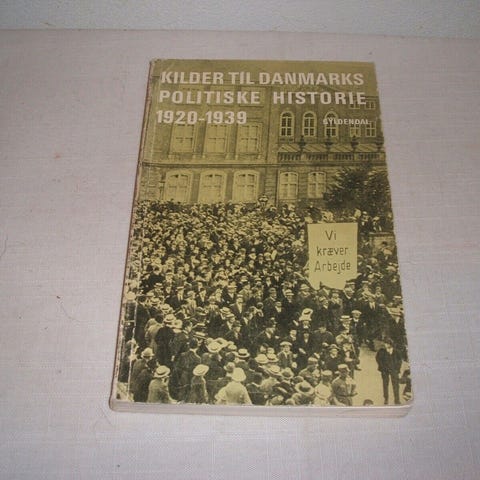 KILDER TIL DANMARKS
POLITISKE HISTORIE
1920-1939
GYLDENDAL
Vi
kræver
Arbejde